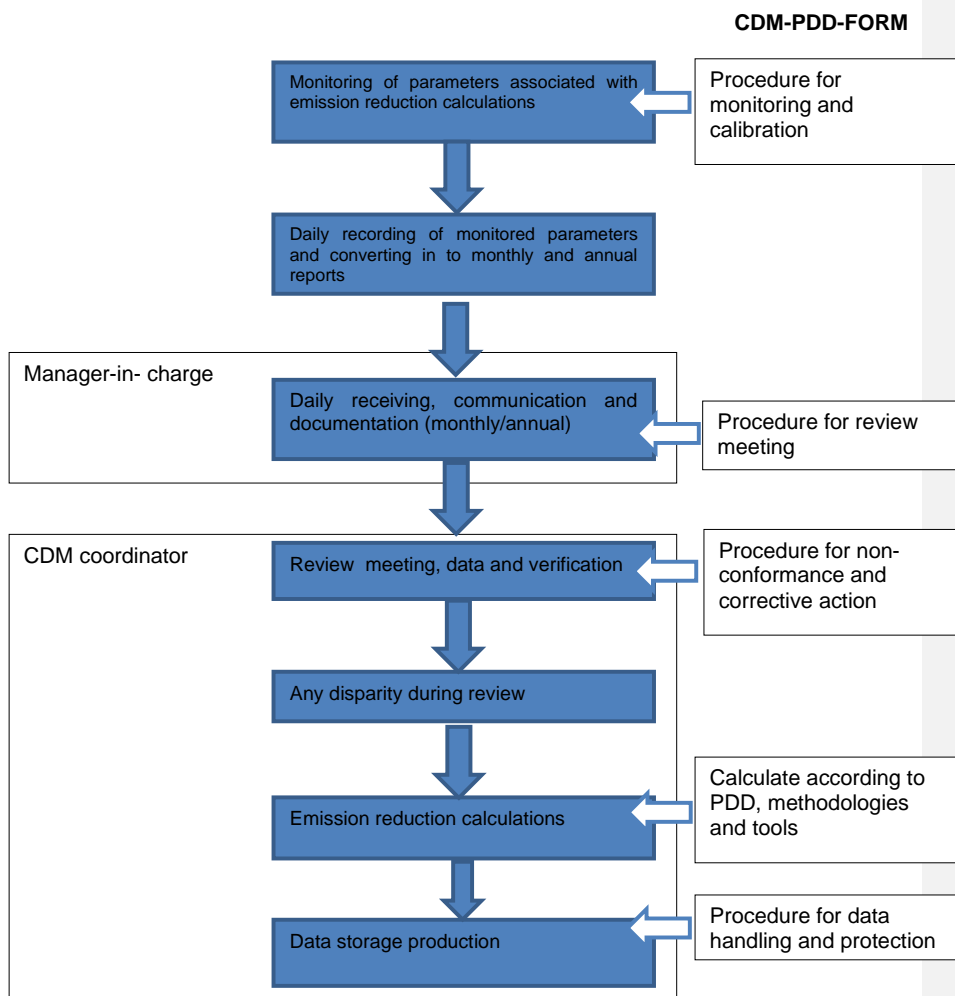 CDM-PDD-FORM
Monitoring of parameters associated with
emission reduction calculations
Procedure for
monitoring and
calibration
Daily recording of monitored parameters
and converting in to monthly and annual
reports
Manager-in- charge
Daily receiving, communication and
documentation (monthly/annual)
Procedure for review
meeting
CDM coordinator
Review meeting, data and verification
Procedure for non-
conformance and
corrective action
Any disparity during review
Emission reduction calculations
Calculate according to
PDD, methodologies
and tools
Data storage production
Procedure for data
handling and protection